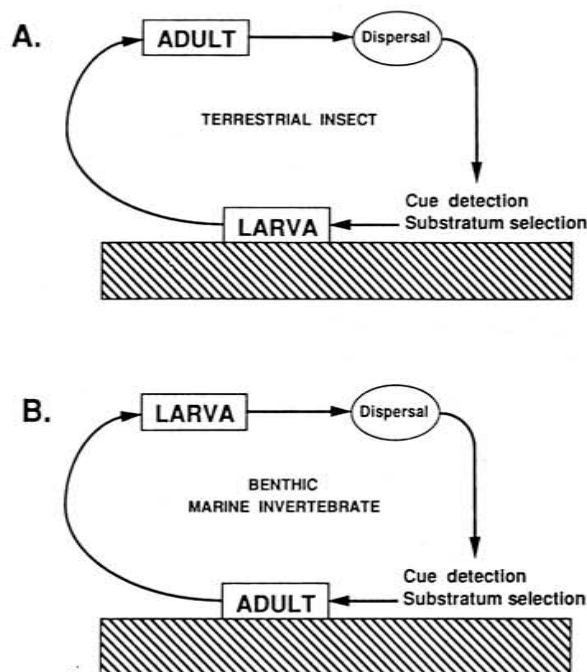 A.
ADULT
Dispersal
TERRESTRIAL INSECT
Cue detection
Substratum selection
LARVA
B.
LARVA
Dispersal
BENTHIC
MARINE INVERTEBRATE
Cue detection
Substratum selection
ADULT